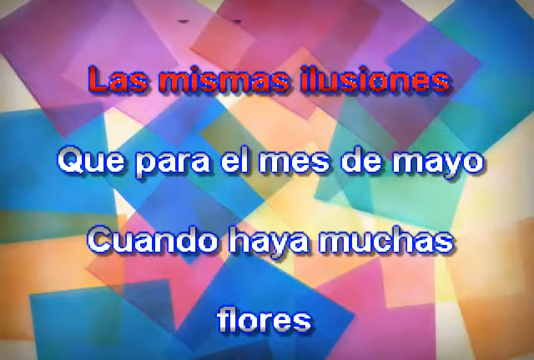 Las mismas ilusiones
Que para el mes de mayo
Cuando haya muchas
flores